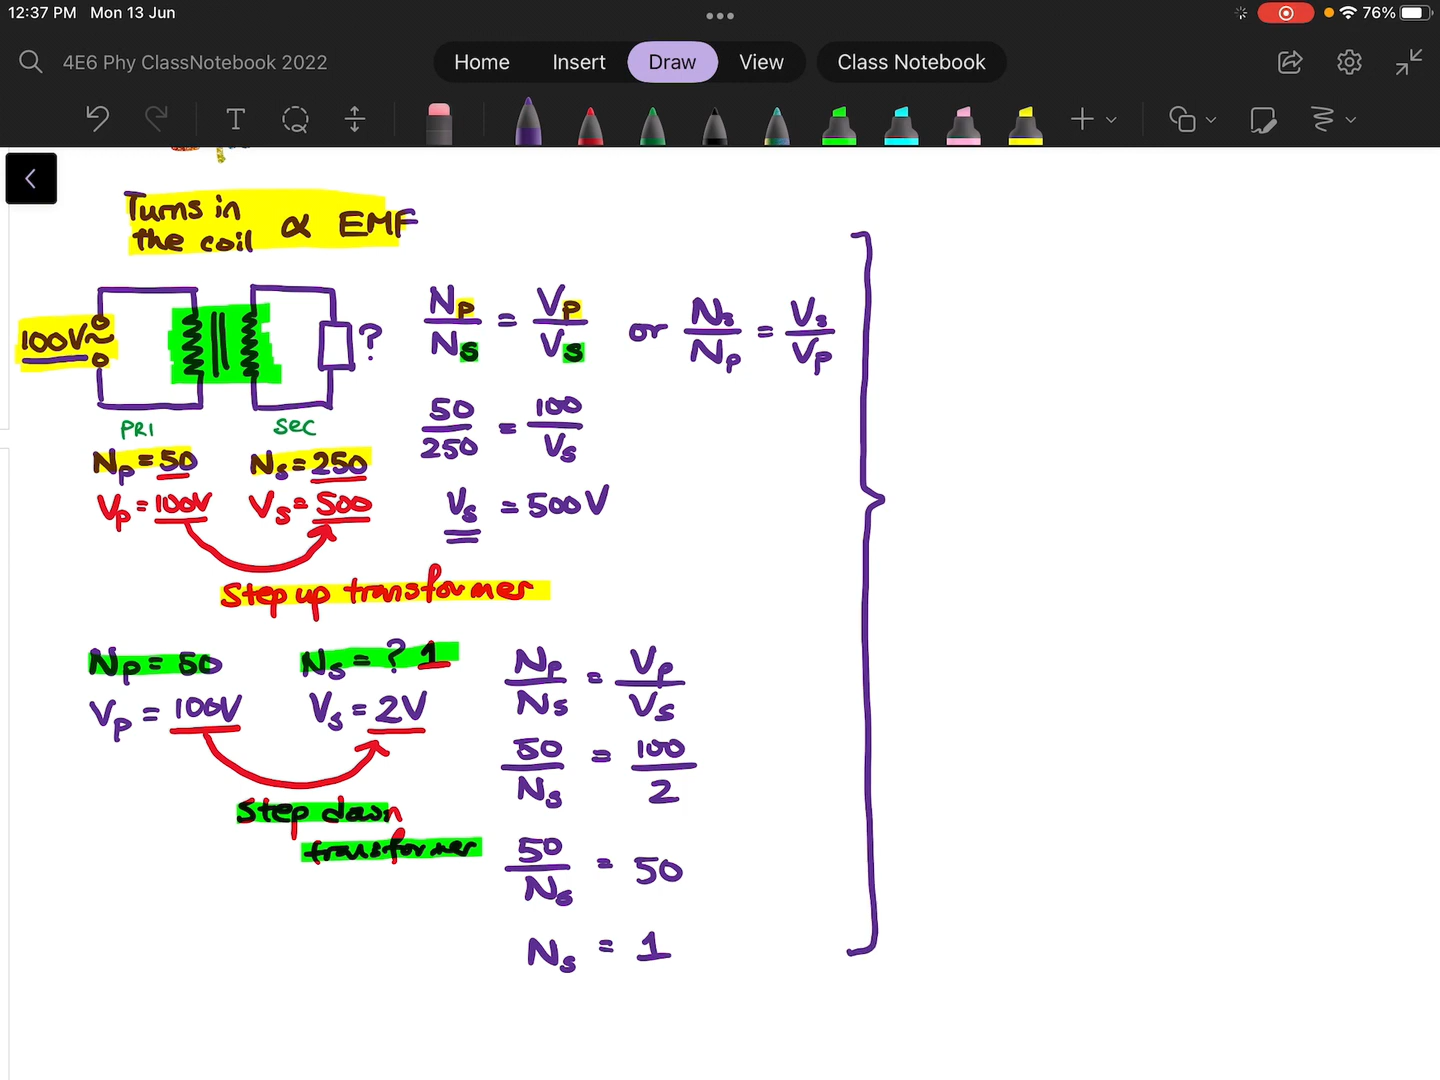 12:37 PM Mon 13 Jun
76%
4E6 Phy ClassNotebook 2022
Home Insert Draw View Class Notebook
Turns in the coil ∝ EMF
100V ~
?
PRI SEC
Np = 50 Ns = 250
Vp = 100V Vs = 500
Step up transformer
Np/Ns = Vp/Vs or Ns/Np = Vs/Vp
50/250 = 100/Vs
Vs = 500V
Np = 50 Ns = ? 1
Vp = 100V Vs = 2V
Step down
transformer
Np/Ns = Vp/Vs
50/Ns = 100/2
50/Ns = 50
Ns = 1